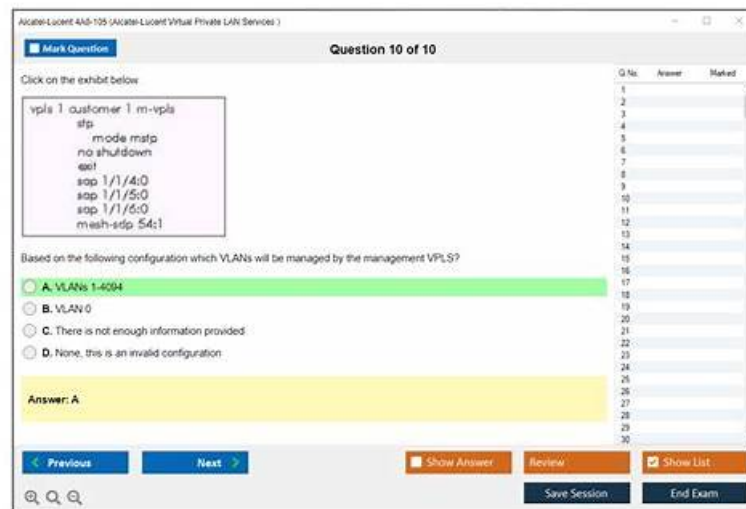 Alcatel-Lucent 4A0-105 (Alcatel-Lucent Virtual Private LAN Services )
Mark Question
Question 10 of 10
Q.No. Answer Marked
Click on the exhibit below
vpls 1 customer 1 m-vpls
stp
mode mstp
no shutdown
exit
sap 1/1/4:0
sap 1/1/5:0
sap 1/1/6:0
mesh-sdp 54:1
Based on the following configuration which VLANs will be managed by the management VPLS?
A. VLANs 1-4094
B. VLAN 0
C. There is not enough information provided
D. None, this is an invalid configuration
Answer: A
1
2
3
4
5
6
7
8
9
10
11
12
13
14
15
16
17
18
19
20
21
22
23
24
25
26
27
28
29
30
Previous
Next
Show Answer
Review
Show List
Save Session
End Exam